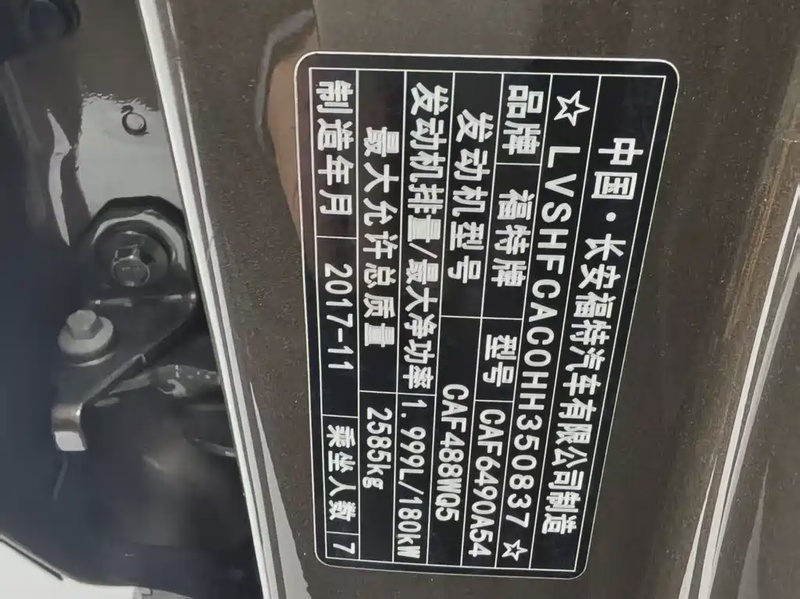 中国·长安福特汽车有限公司制造
☆LVSHFCAC0HH350837☆
品牌 福特牌 型号 CAF6490A54
发动机型号 CAF488WQ5
发动机排量/最大净功率 1.999L/180kW
最大允许总质量 2585kg
制造年月 2017-11 乘坐人数 7